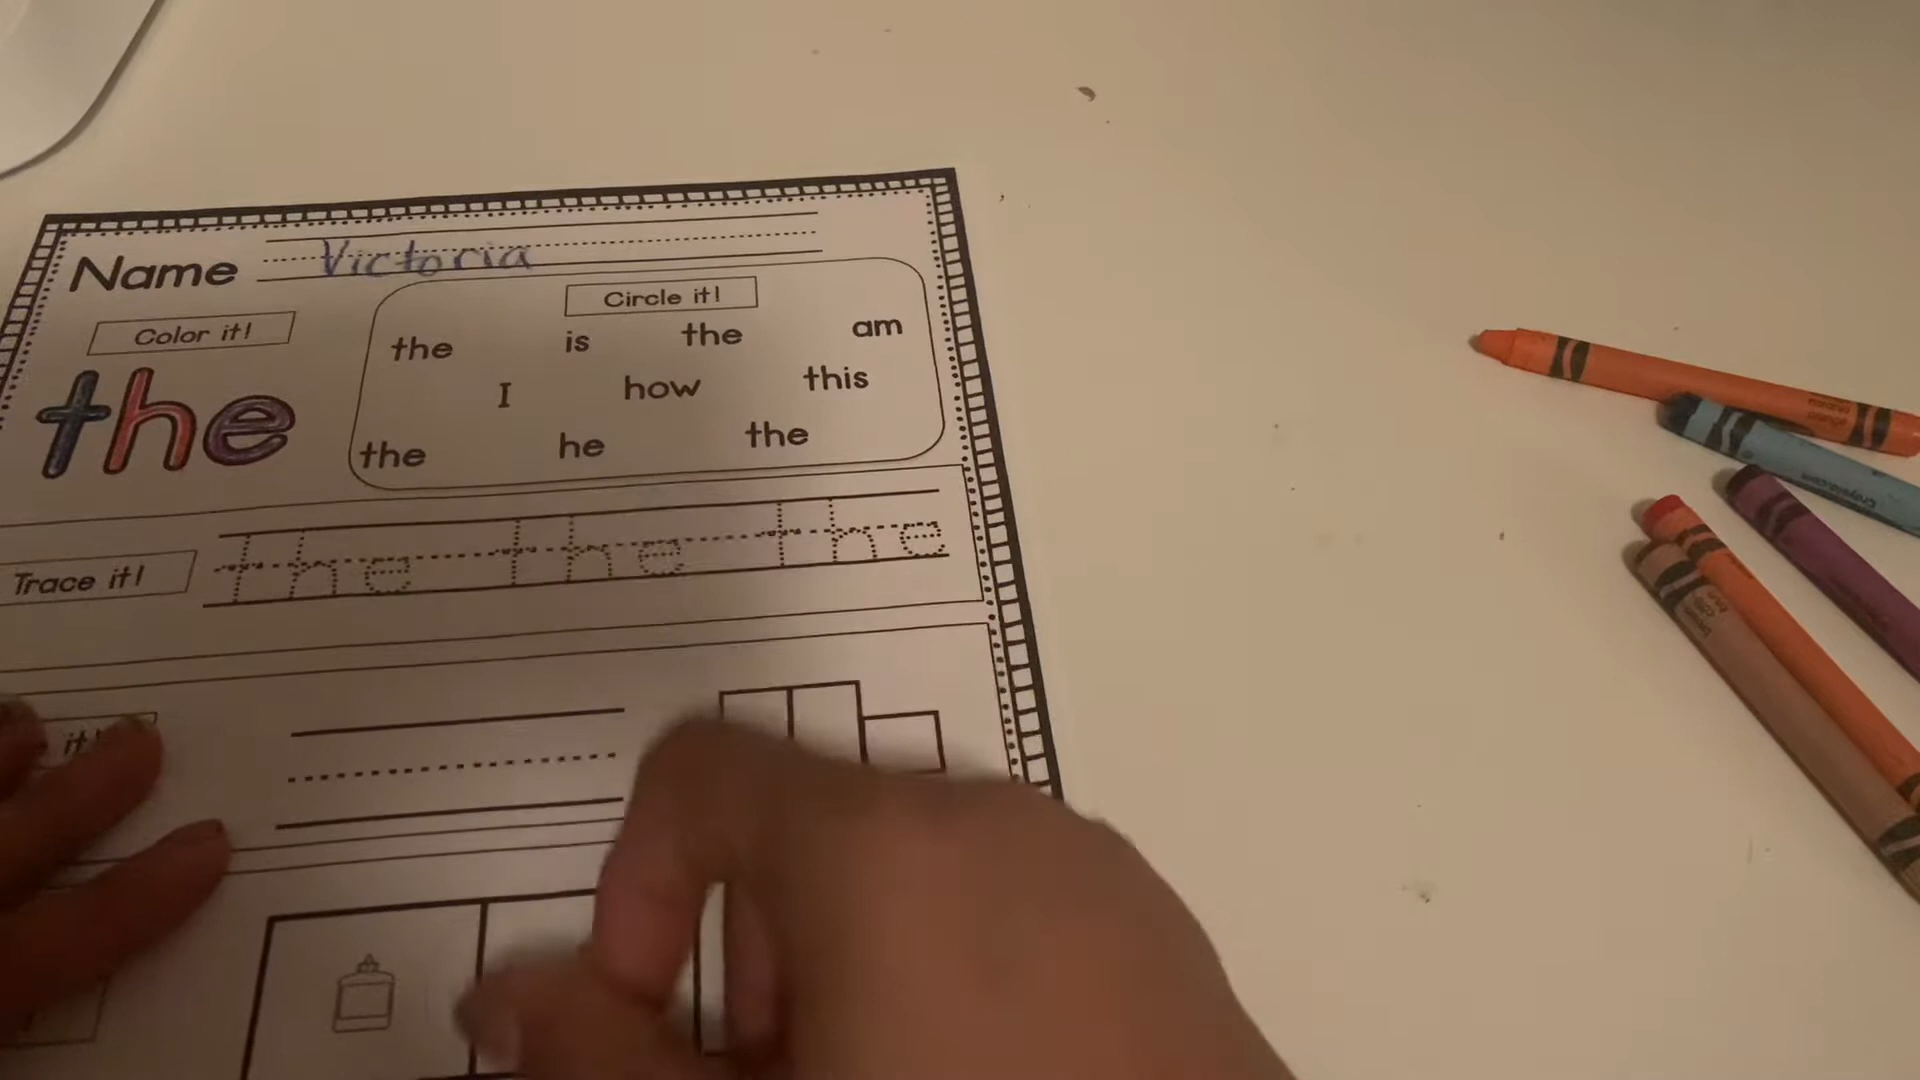 Name Victoria
Color it!
the
Circle it!
the is the am
I how this
the he the
Trace it!
the the the
it!